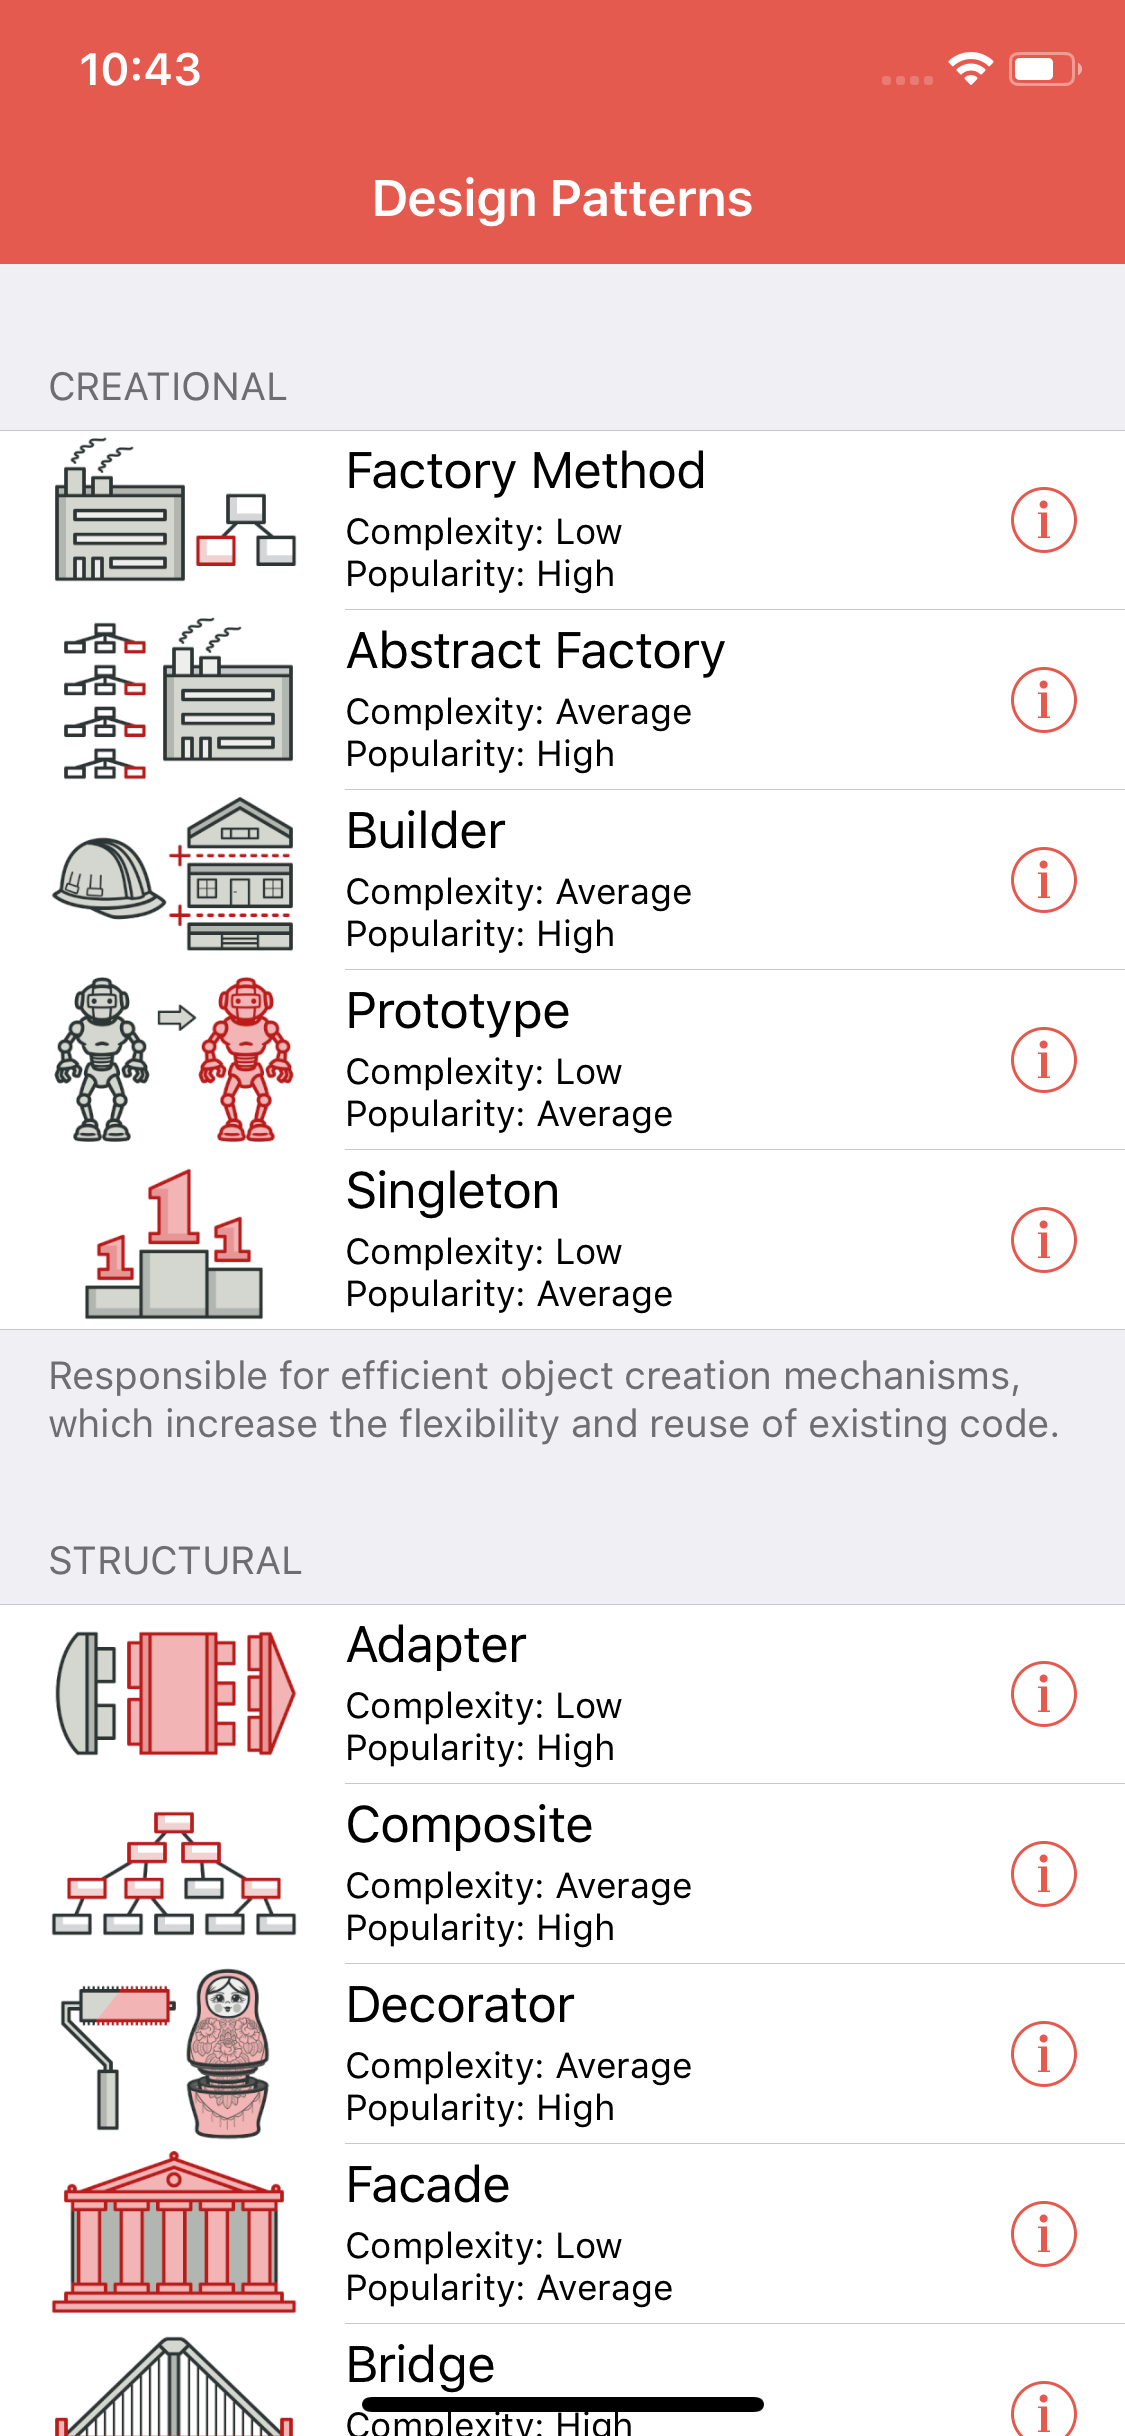 10:43
Design Patterns
CREATIONAL
Factory Method
Complexity: Low
Popularity: High
Abstract Factory
Complexity: Average
Popularity: High
Builder
Complexity: Average
Popularity: High
Prototype
Complexity: Low
Popularity: Average
1
1
1
Singleton
Complexity: Low
Popularity: Average
Responsible for efficient object creation mechanisms,
which increase the flexibility and reuse of existing code.
STRUCTURAL
Adapter
Complexity: Low
Popularity: High
Composite
Complexity: Average
Popularity: High
Decorator
Complexity: Average
Popularity: High
Facade
Complexity: Low
Popularity: Average
Bridge
Complexity: High